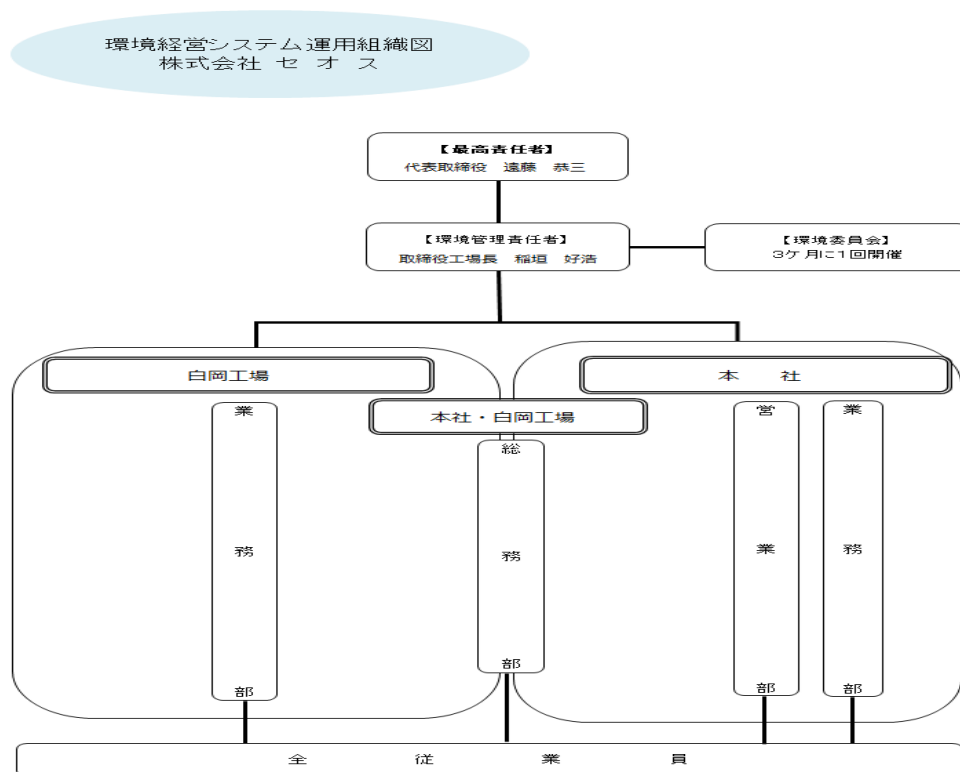 環境経営システム運用組織図
株式会社 セ オ ス
【最高責任者】
代表取締役 遠藤 恭三
【環境管理責任者】
取締役工場長 稲垣 好浩
【環境委員会】
3ケ月に1回開催
白岡工場
本 社
本社・白岡工場
業務部
総務部
営業部
業務部
全 従 業 員